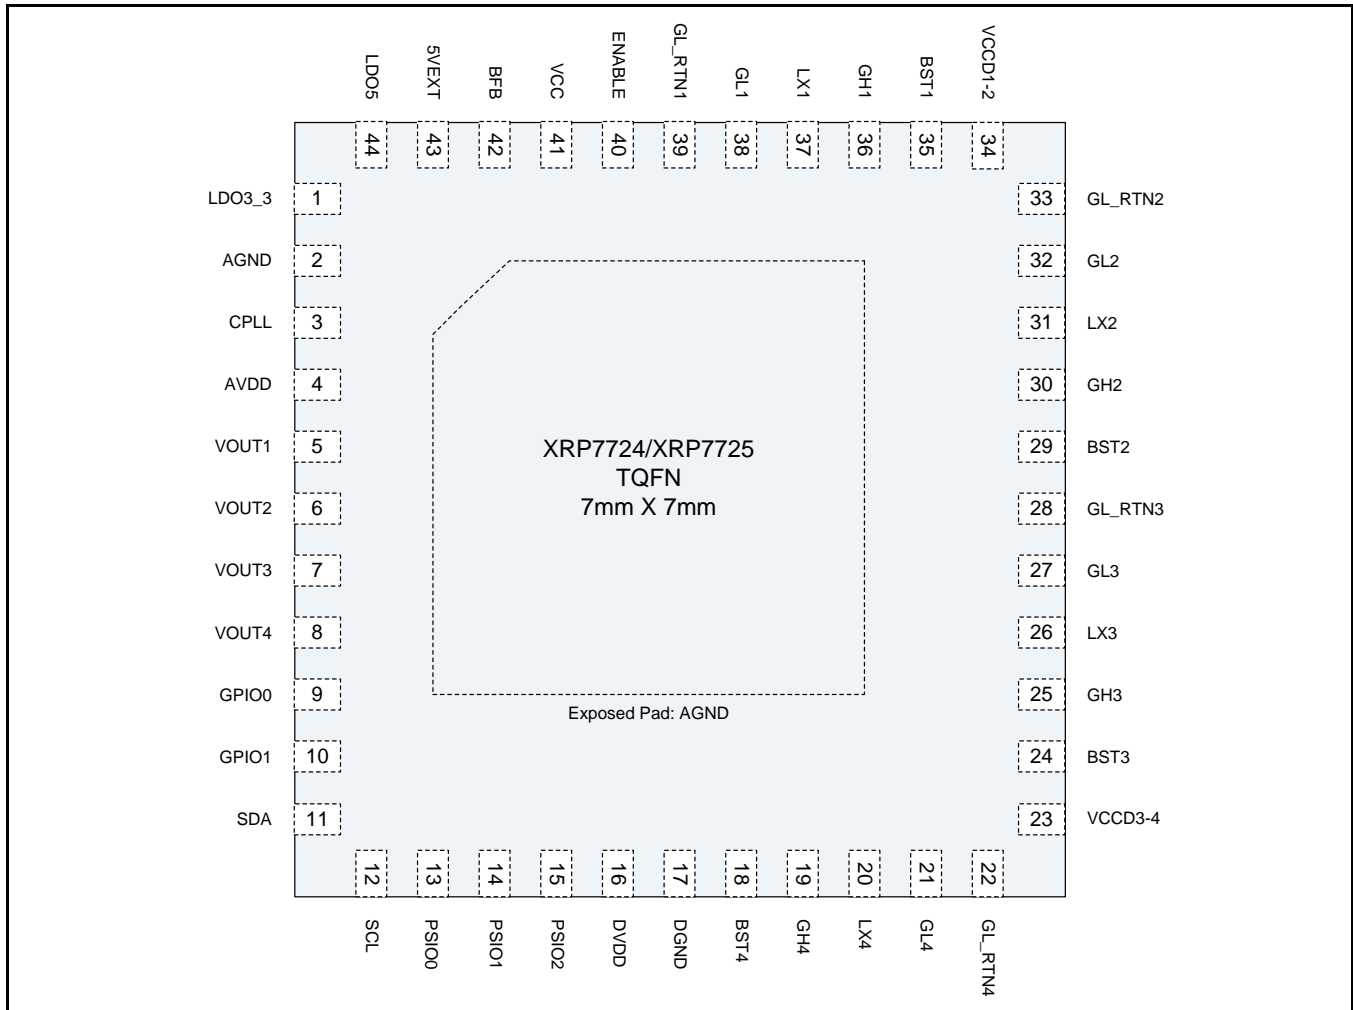 LDO5
5VEXT
BFB
VCC
ENABLE
GL_RTN1
GL1
LX1
GH1
BST1
VCCD1-2
44
43
42
41
40
39
38
37
36
35
34
LDO3_3 1
AGND 2
CPLL 3
AVDD 4
VOUT1 5
VOUT2 6
VOUT3 7
VOUT4 8
GPIO0 9
GPIO1 10
SDA 11
XRP7724/XRP7725
TQFN
7mm X 7mm
Exposed Pad: AGND
33 GL_RTN2
32 GL2
31 LX2
30 GH2
29 BST2
28 GL_RTN3
27 GL3
26 LX3
25 GH3
24 BST3
23 VCCD3-4
12
13
14
15
16
17
18
19
20
21
22
SCL
PSIO0
PSIO1
PSIO2
DVDD
DGND
BST4
GH4
LX4
GL4
GL_RTN4